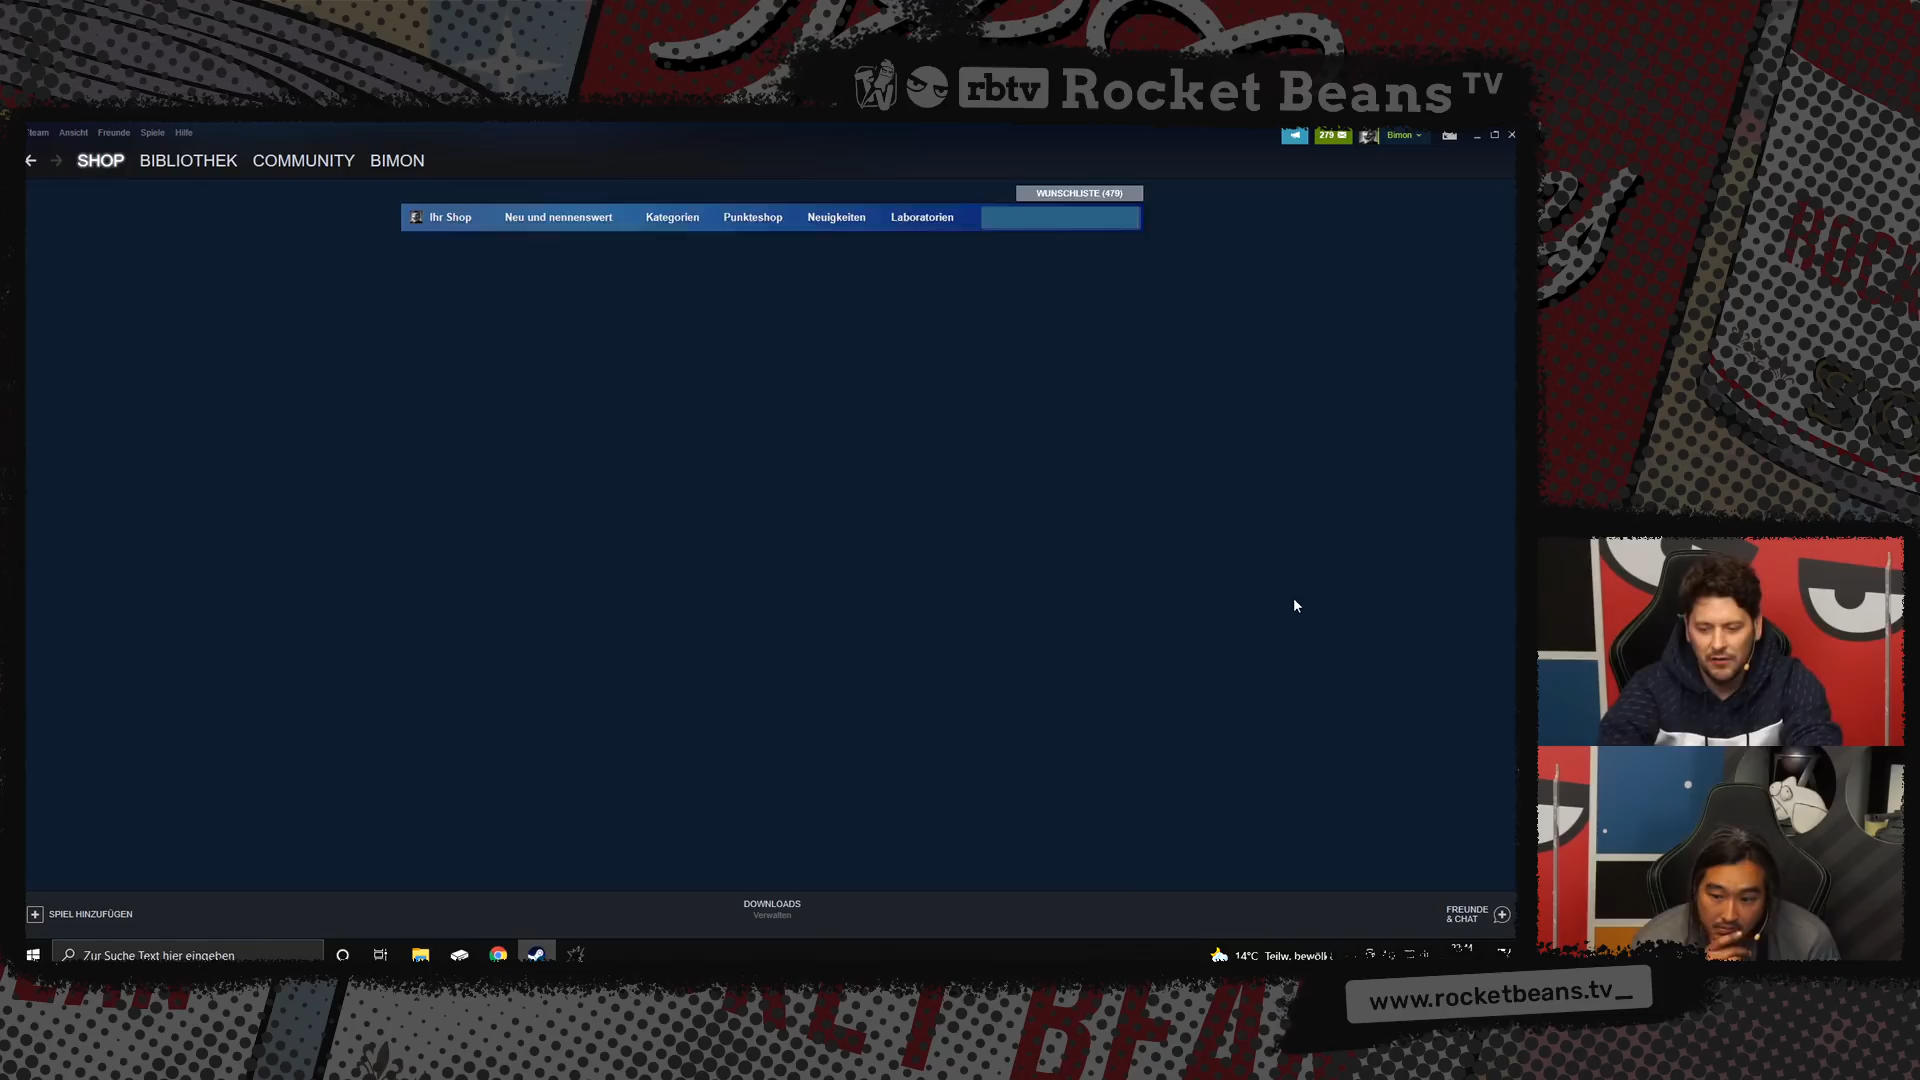 rbtv Rocket Beans TV
Ansicht Freunde Spiele Hilfe
279 Bimon
SHOP BIBLIOTHEK COMMUNITY BIMON
WUNSCHLISTE (479)
Ihr Shop Neu und nennenswert Kategorien Punkteshop Neuigkeiten Laboratorien
SPIEL HINZUFÜGEN
DOWNLOADS
Verwalten
FREUNDE
& CHAT
Zur Suche Text hier eingeben
14°C Teilw. bewölkt
www.rocketbeans.tv_